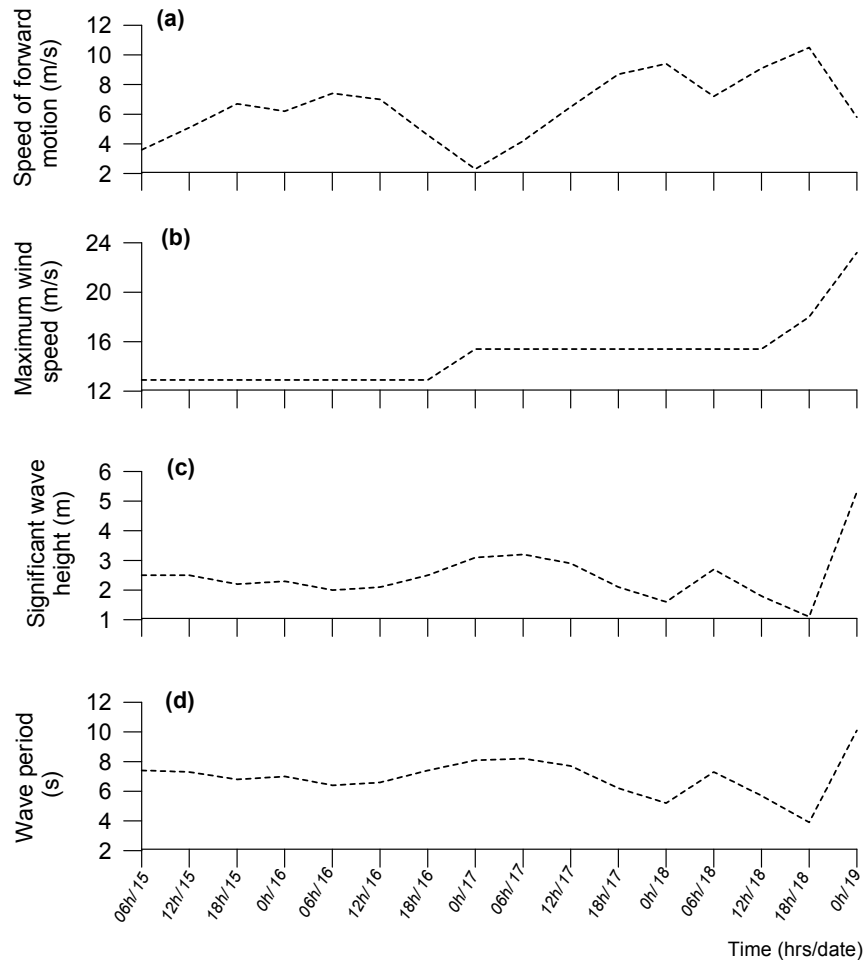 (a)
Speed of forward
motion (m/s)
12
10
8
6
4
2
(b)
Maximum wind
speed (m/s)
24
20
16
12
(c)
Significant wave
height (m)
6
5
4
3
2
1
(d)
Wave period
(s)
12
10
8
6
4
2
06h/15
12h/15
18h/15
0h/16
06h/16
12h/16
18h/16
0h/17
06h/17
12h/17
18h/17
0h/18
06h/18
12h/18
18h/18
0h/19
Time (hrs/date)